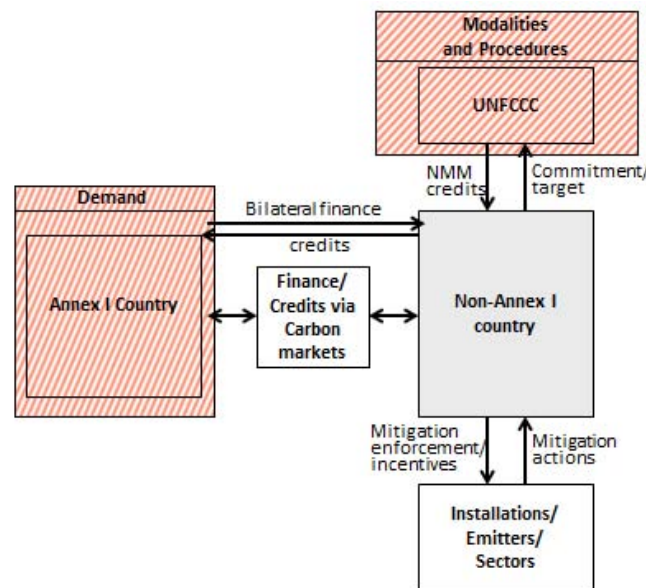 Modalities
and Procedures
UNFCCC
NMM
credits
Commitment/
target
Demand
Annex I Country
Bilateral finance
credits
Finance/
Credits via
Carbon
markets
Non-Annex I
country
Mitigation
enforcement/
incentives
Mitigation
actions
Installations/
Emitters/
Sectors